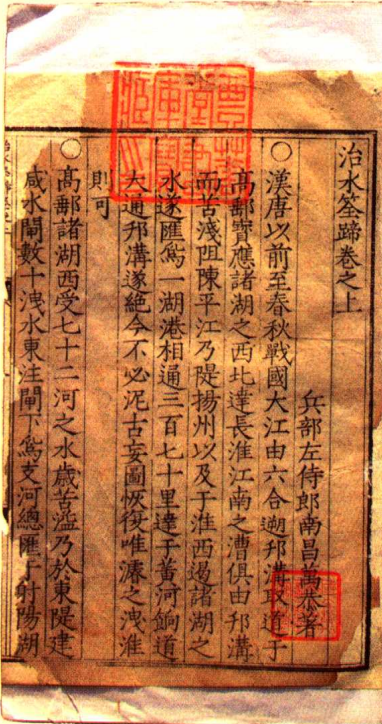 治水筌蹄卷之上
兵部左侍郎南昌萬恭著
〇漢唐以前至春秋戰國大江由六合遡邗溝取道于
高郵寶應諸湖之西北達長淮江南之漕俱由邗溝
而苦淺阻陳平江乃隄揚州以及于淮西遏諸湖之
水遂匯爲一湖港相通三百七十里達于黃河餉道
大通邗溝遂絶今不必泥古妄圖恢復唯濬之洩淮
則可
〇高郵諸湖西受七十二河之水歲苦溢乃於東隄建
咸水閘數十洩水東注閘下爲支河總匯于射陽湖